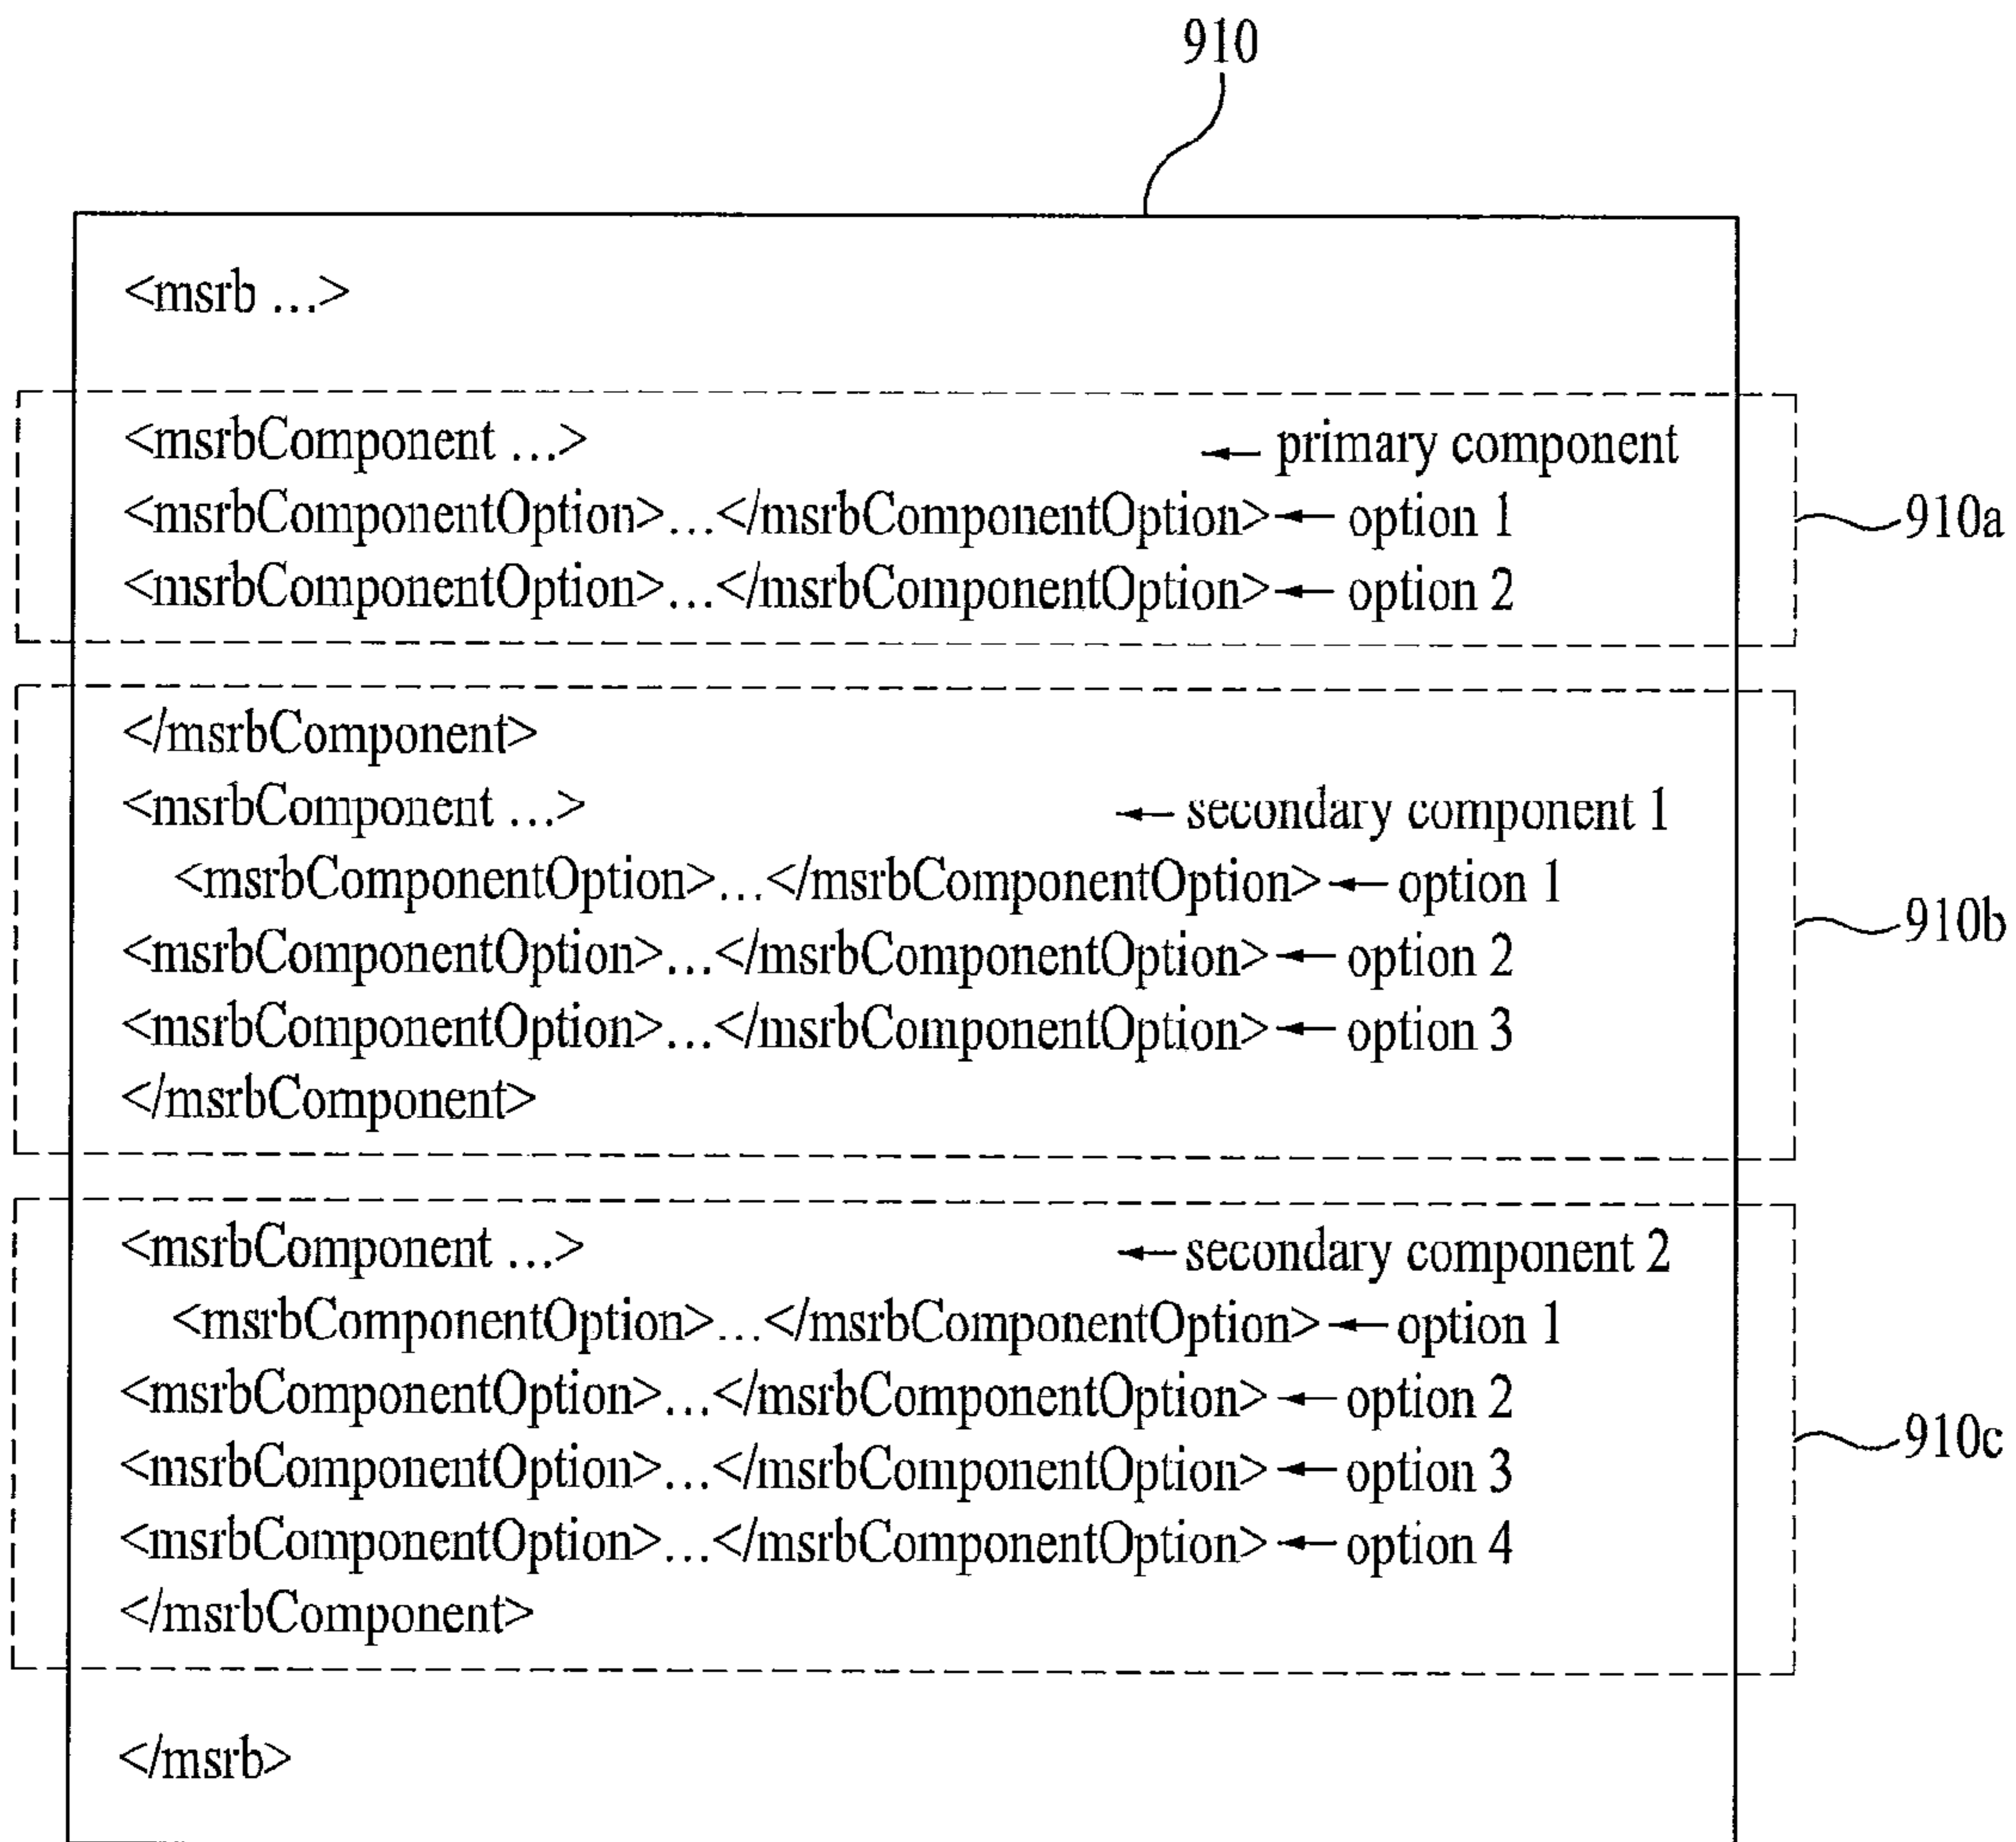 910
<msrb ...>
<msrbComponent ...> primary component
<msrbComponentOption>...</msrbComponentOption> option 1
<msrbComponentOption>...</msrbComponentOption> option 2
910a
</msrbComponent>
<msrbComponent ...> secondary component 1
<msrbComponentOption>...</msrbComponentOption> option 1
<msrbComponentOption>...</msrbComponentOption> option 2
<msrbComponentOption>...</msrbComponentOption> option 3
</msrbComponent>
910b
<msrbComponent ...> secondary component 2
<msrbComponentOption>...</msrbComponentOption> option 1
<msrbComponentOption>...</msrbComponentOption> option 2
<msrbComponentOption>...</msrbComponentOption> option 3
<msrbComponentOption>...</msrbComponentOption> option 4
</msrbComponent>
910c
</msrb>